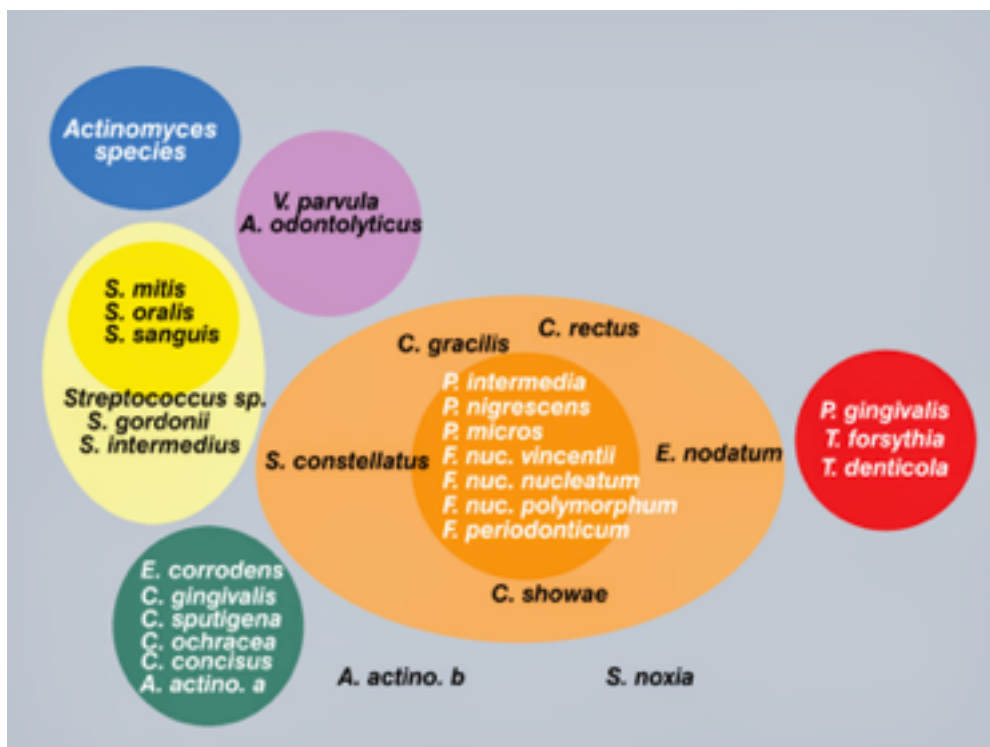 Actinomyces
species
V. parvula
A. odontolyticus
S. mitis
S. oralis
S. sanguis
Streptococcus sp.
S. gordonii
S. intermedius
C. gracilis
C. rectus
P. intermedia
P. nigrescens
P. micros
F. nuc. vincentii
F. nuc. nucleatum
F. nuc. polymorphum
F. periodonticum
S. constellatus
E. nodatum
C. showae
P. gingivalis
T. forsythia
T. denticola
E. corrodens
C. gingivalis
C. sputigena
C. ochracea
C. concisus
A. actino. a
A. actino. b
S. noxia